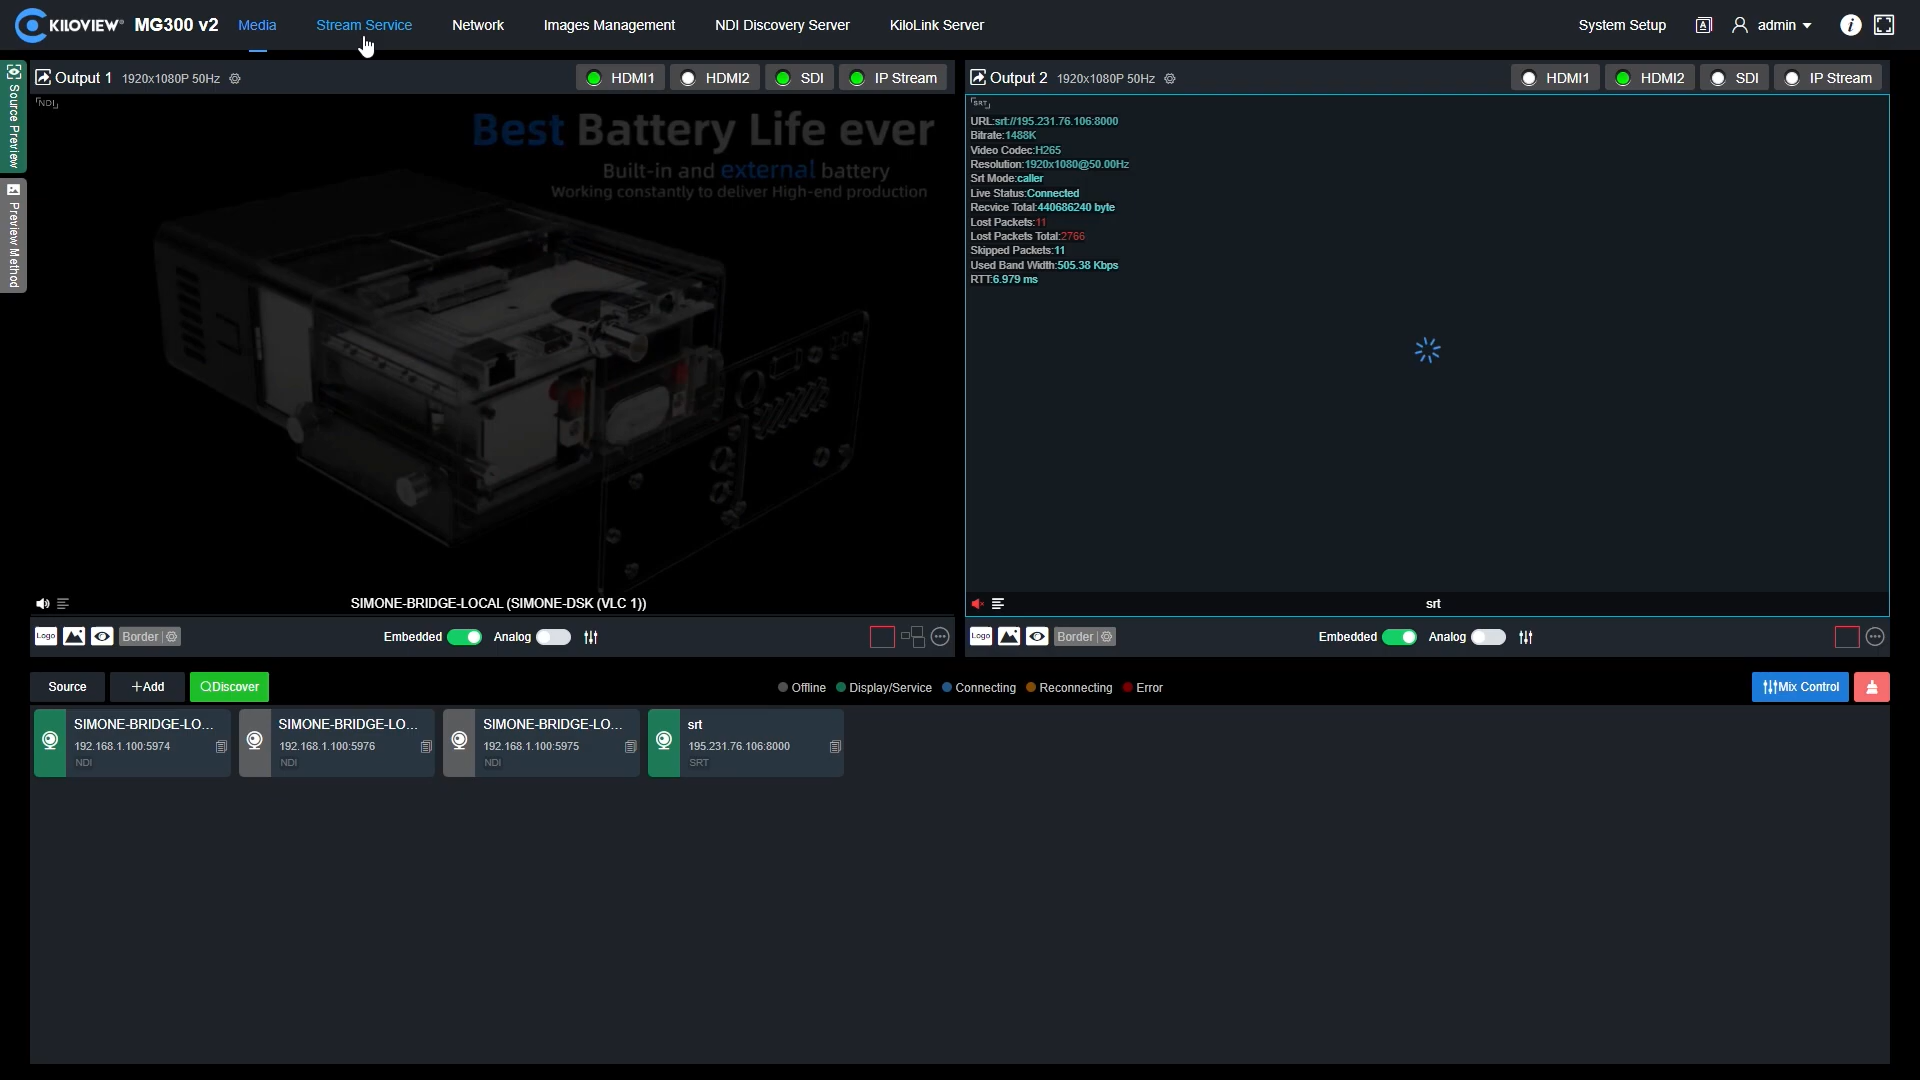 KILOVIEW® MG300 v2 Media Stream Service Network Images Management NDI Discovery Server KiloLink Server System Setup admin
Source Preview
Preview Method
Output 1 1920x1080P 50Hz HDMI1 HDMI2 SDI IP Stream
NDI
Best Battery Life ever
Built-in and external battery
Working constantly to deliver High-end production
SIMONE-BRIDGE-LOCAL (SIMONE-DSK (VLC 1))
Logo Border Embedded Analog
Output 2 1920x1080P 50Hz HDMI1 HDMI2 SDI IP Stream
SRT
URL:srt://195.231.76.106:8000
Bitrate:1488K
Video Codec:H265
Resolution:1920x1080@50.00Hz
Srt Mode:caller
Live Status:Connected
Recvice Total:440686240 byte
Lost Packets:11
Lost Packets Total:2766
Skipped Packets:11
Used Band Width:505.38 Kbps
RTT:6.979 ms
srt
Logo Border Embedded Analog
Source +Add Discover Offline Display/Service Connecting Reconnecting Error Mix Control
SIMONE-BRIDGE-LO...
192.168.1.100:5974
NDI
SIMONE-BRIDGE-LO...
192.168.1.100:5976
NDI
SIMONE-BRIDGE-LO...
192.168.1.100:5975
NDI
srt
195.231.76.106:8000
SRT